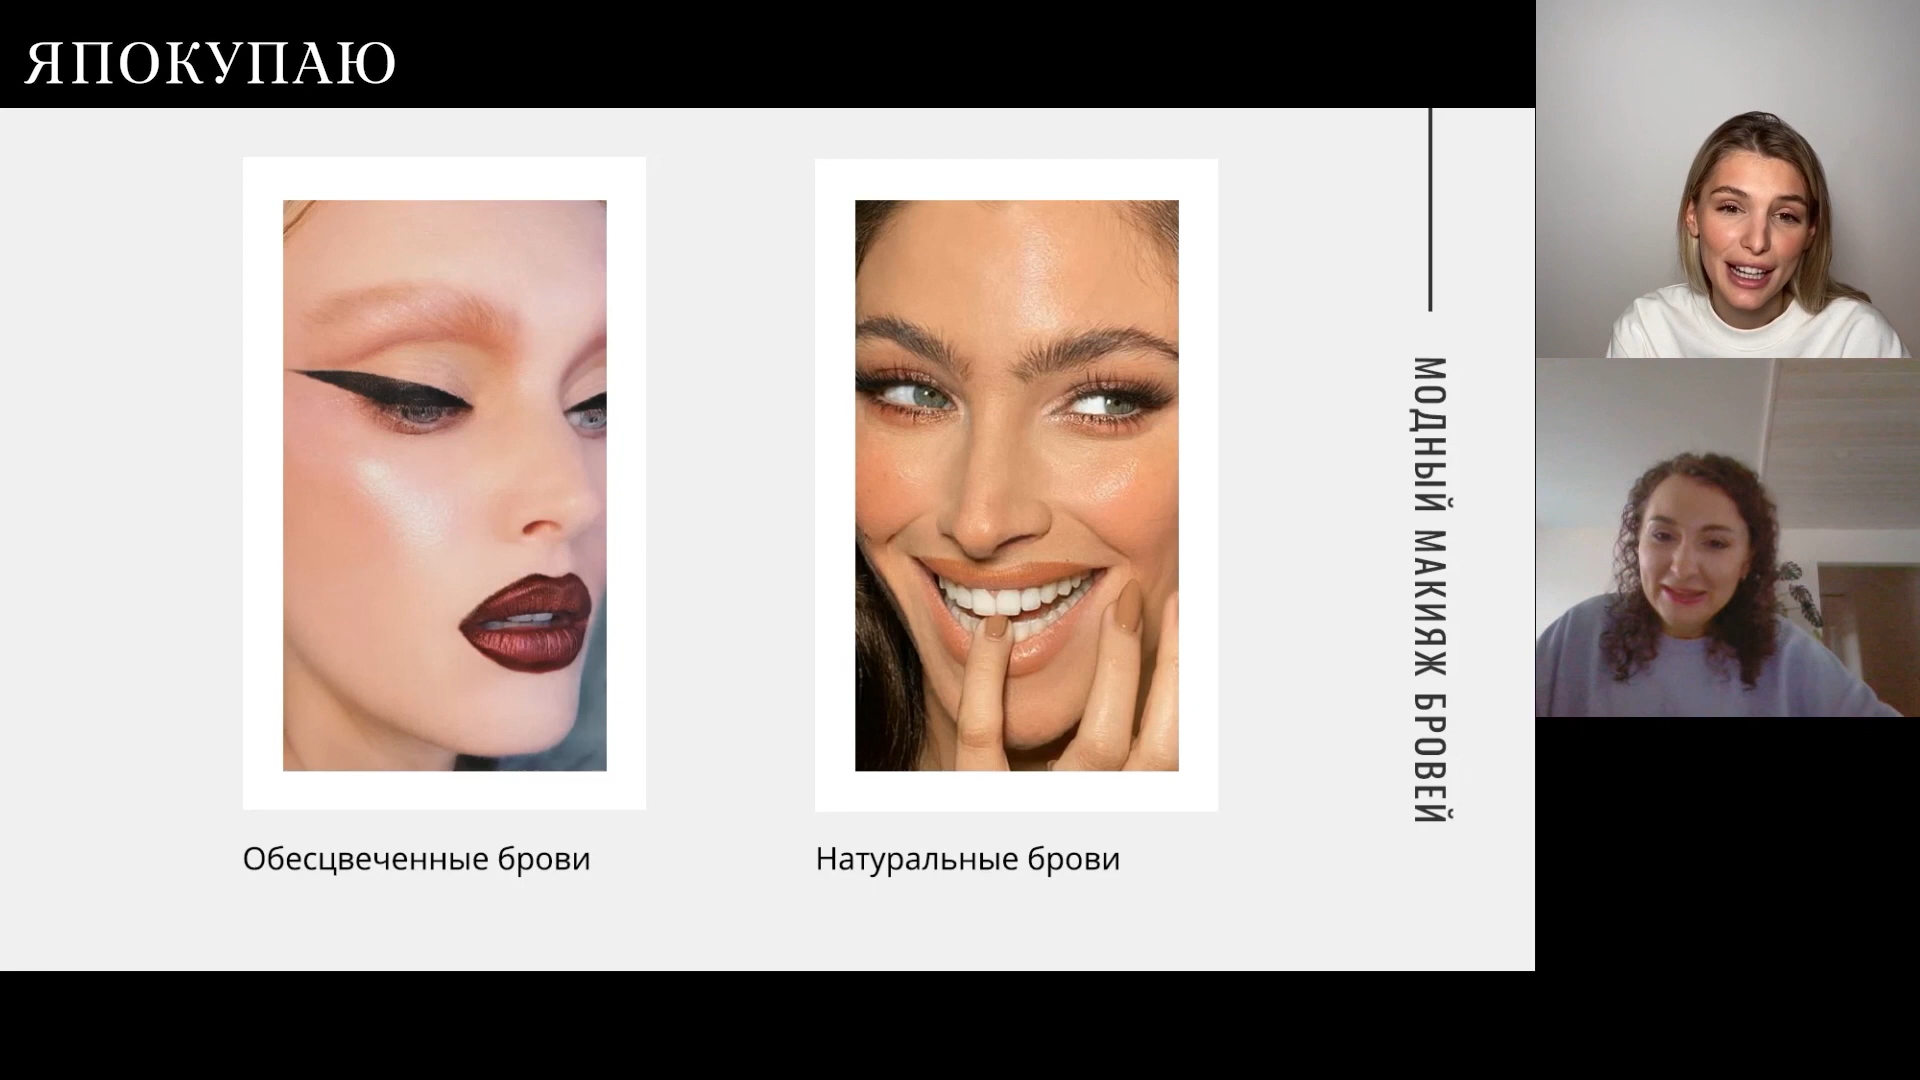 ЯПОКУПАЮ
МОДНЫЙ МАКИЯЖ БРОВЕЙ
Обесцвеченные брови
Натуральные брови